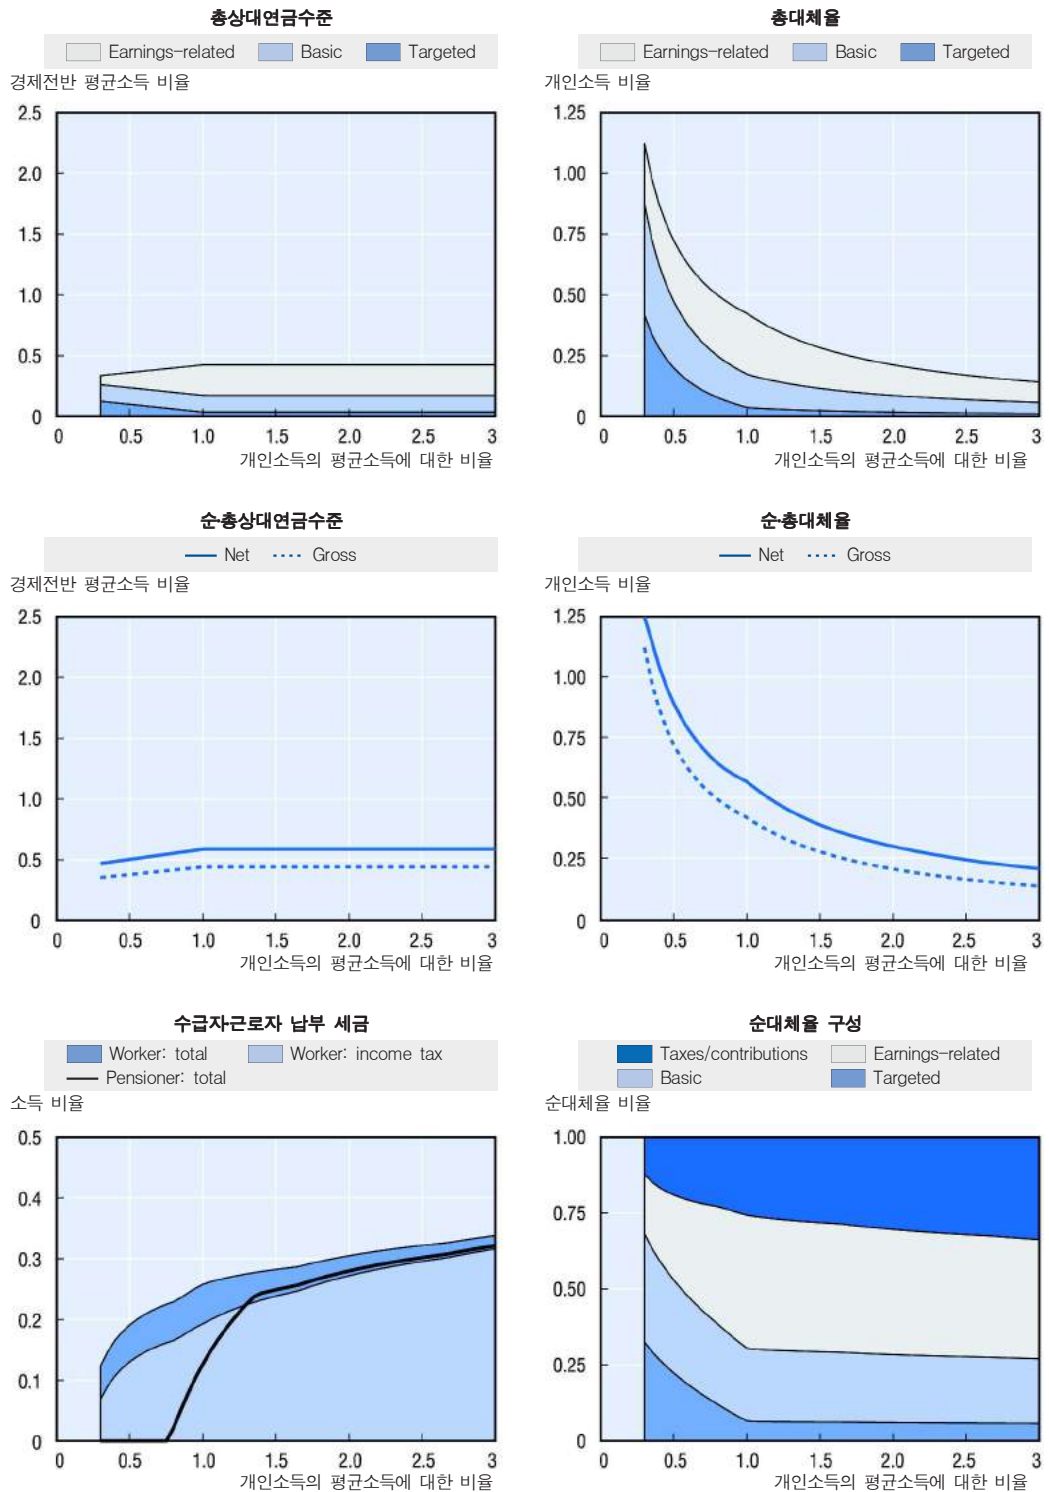 총상대연금수준
Earnings-related Basic Targeted
경제전반 평균소득 비율
2.5
2.0
1.5
1.0
0.5
0
0 0.5 1.0 1.5 2.0 2.5 3
개인소득의 평균소득에 대한 비율
총대체율
Earnings-related Basic Targeted
개인소득 비율
1.25
1.00
0.75
0.50
0.25
0
0 0.5 1.0 1.5 2.0 2.5 3
개인소득의 평균소득에 대한 비율
순·총상대연금수준
Net Gross
경제전반 평균소득 비율
2.5
2.0
1.5
1.0
0.5
0
0 0.5 1.0 1.5 2.0 2.5 3
개인소득의 평균소득에 대한 비율
순·총대체율
Net Gross
개인소득 비율
1.25
1.00
0.75
0.50
0.25
0
0 0.5 1.0 1.5 2.0 2.5 3
개인소득의 평균소득에 대한 비율
수급자·근로자 납부 세금
Worker: total Worker: income tax
Pensioner: total
소득 비율
0.5
0.4
0.3
0.2
0.1
0
0 0.5 1.0 1.5 2.0 2.5 3
개인소득의 평균소득에 대한 비율
순대체율 구성
Taxes/contributions Earnings-related
Basic Targeted
순대체율 비율
1.00
0.75
0.50
0.25
0
0 0.5 1.0 1.5 2.0 2.5 3
개인소득의 평균소득에 대한 비율